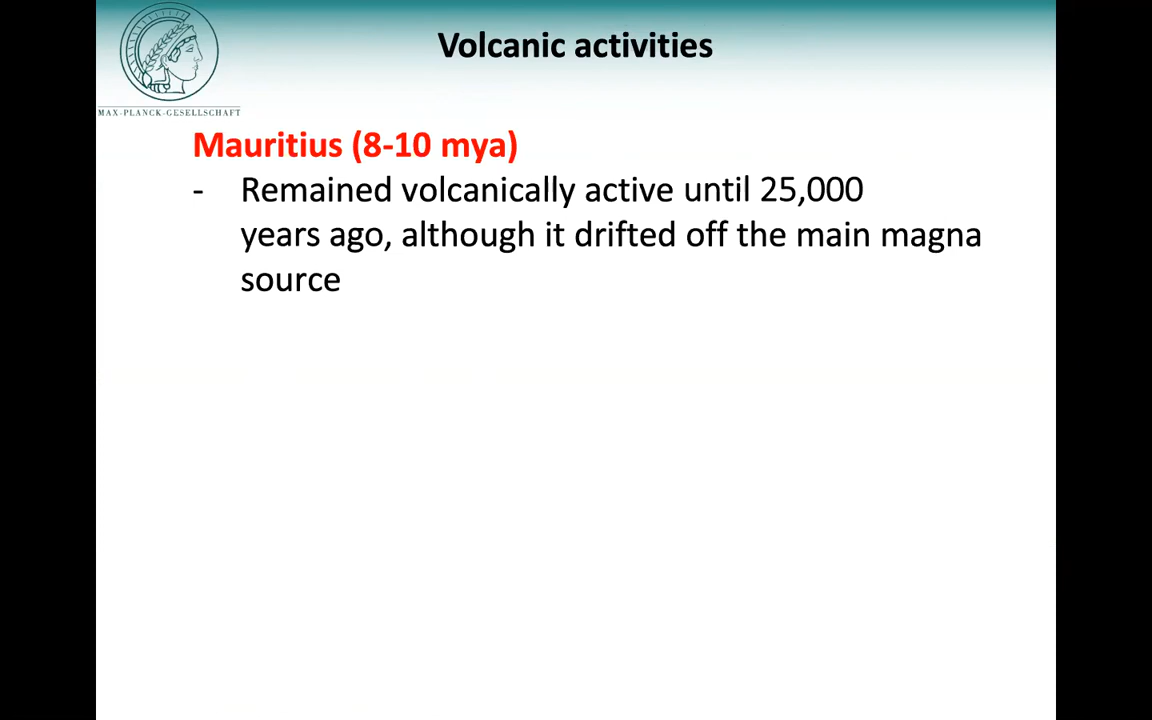 Volcanic activities
MAX-PLANCK-GESELLSCHAFT
Mauritius (8-10 mya)
- Remained volcanically active until 25,000
years ago, although it drifted off the main magna
source